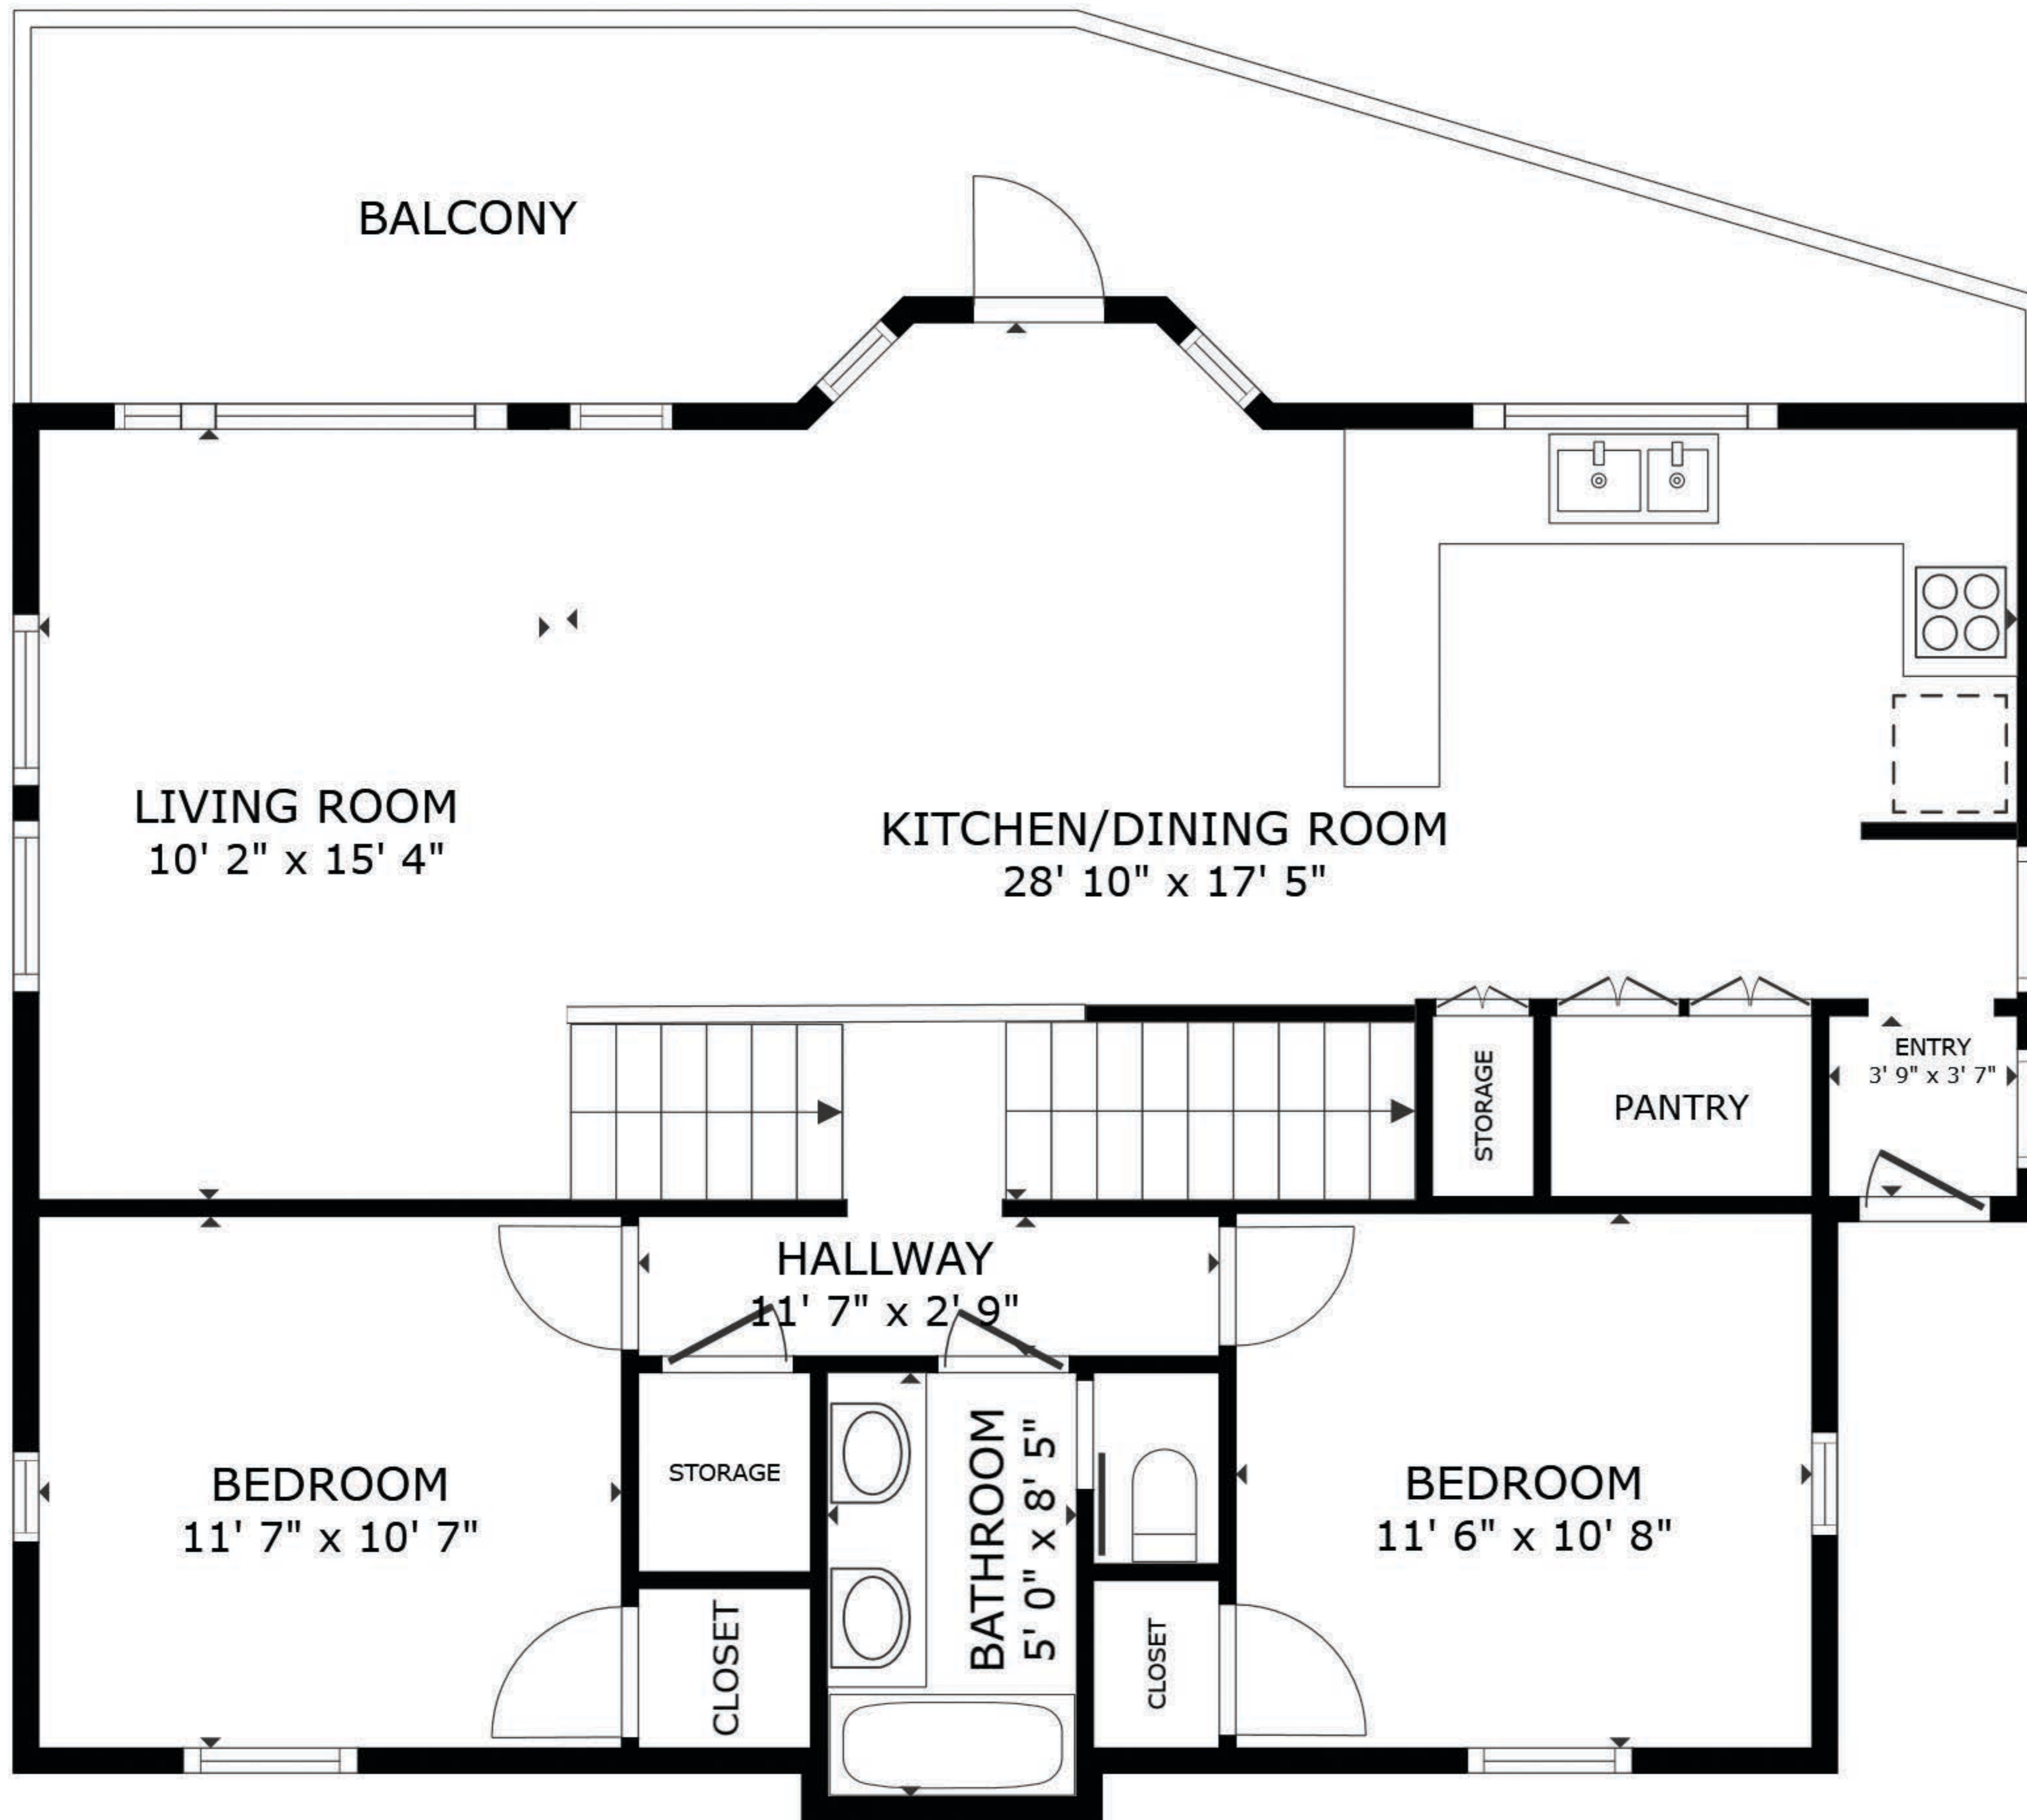 BALCONY
LIVING ROOM
10' 2" x 15' 4"
KITCHEN/DINING ROOM
28' 10" x 17' 5"
STORAGE
PANTRY
ENTRY
3' 9" x 3' 7"
HALLWAY
11' 7" x 2' 9"
BEDROOM
11' 7" x 10' 7"
STORAGE
CLOSET
BATHROOM
5' 0" x 8' 5"
CLOSET
BEDROOM
11' 6" x 10' 8"